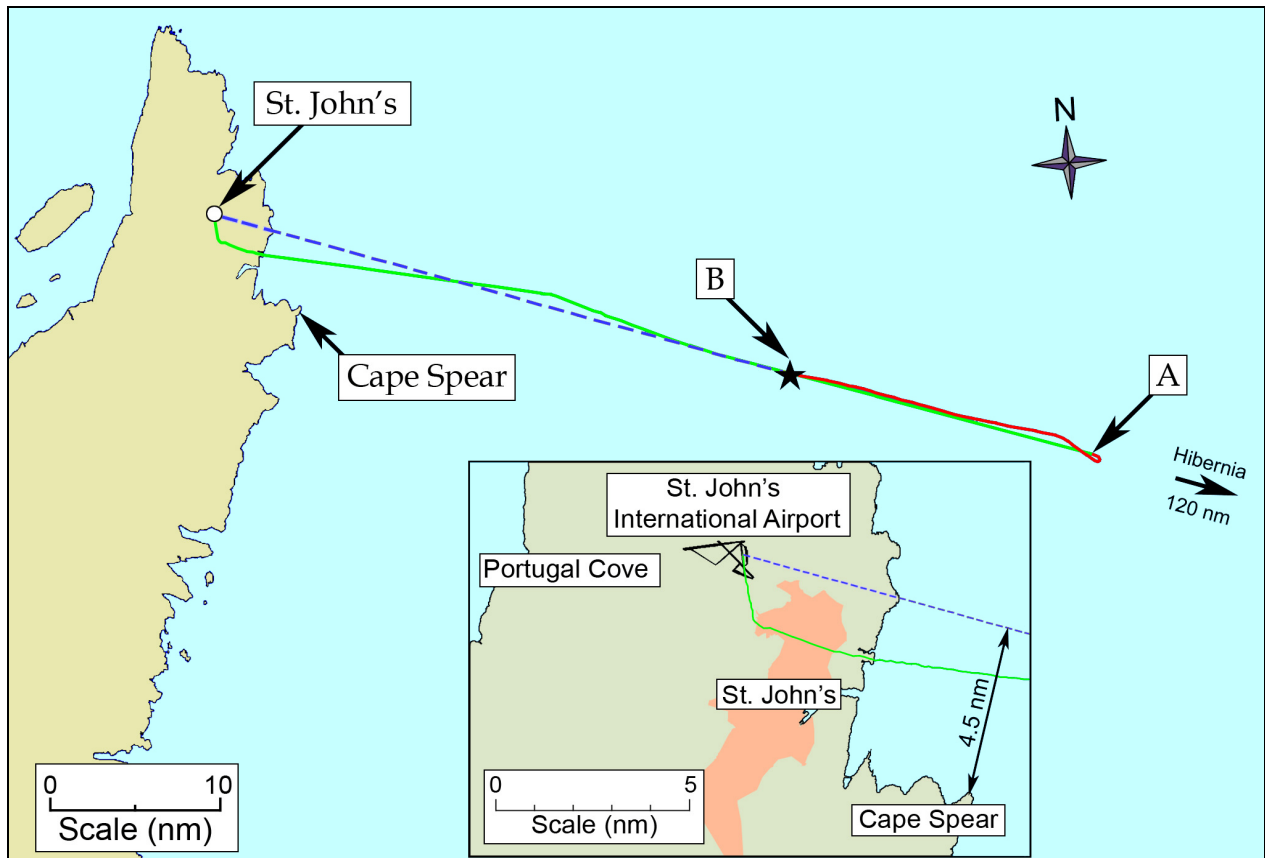 St. John's
N
B
A
Cape Spear
Hibernia
120 nm
St. John's
International Airport
Portugal Cove
St. John's
4.5 nm
Cape Spear
0 5
Scale (nm)
0 10
Scale (nm)